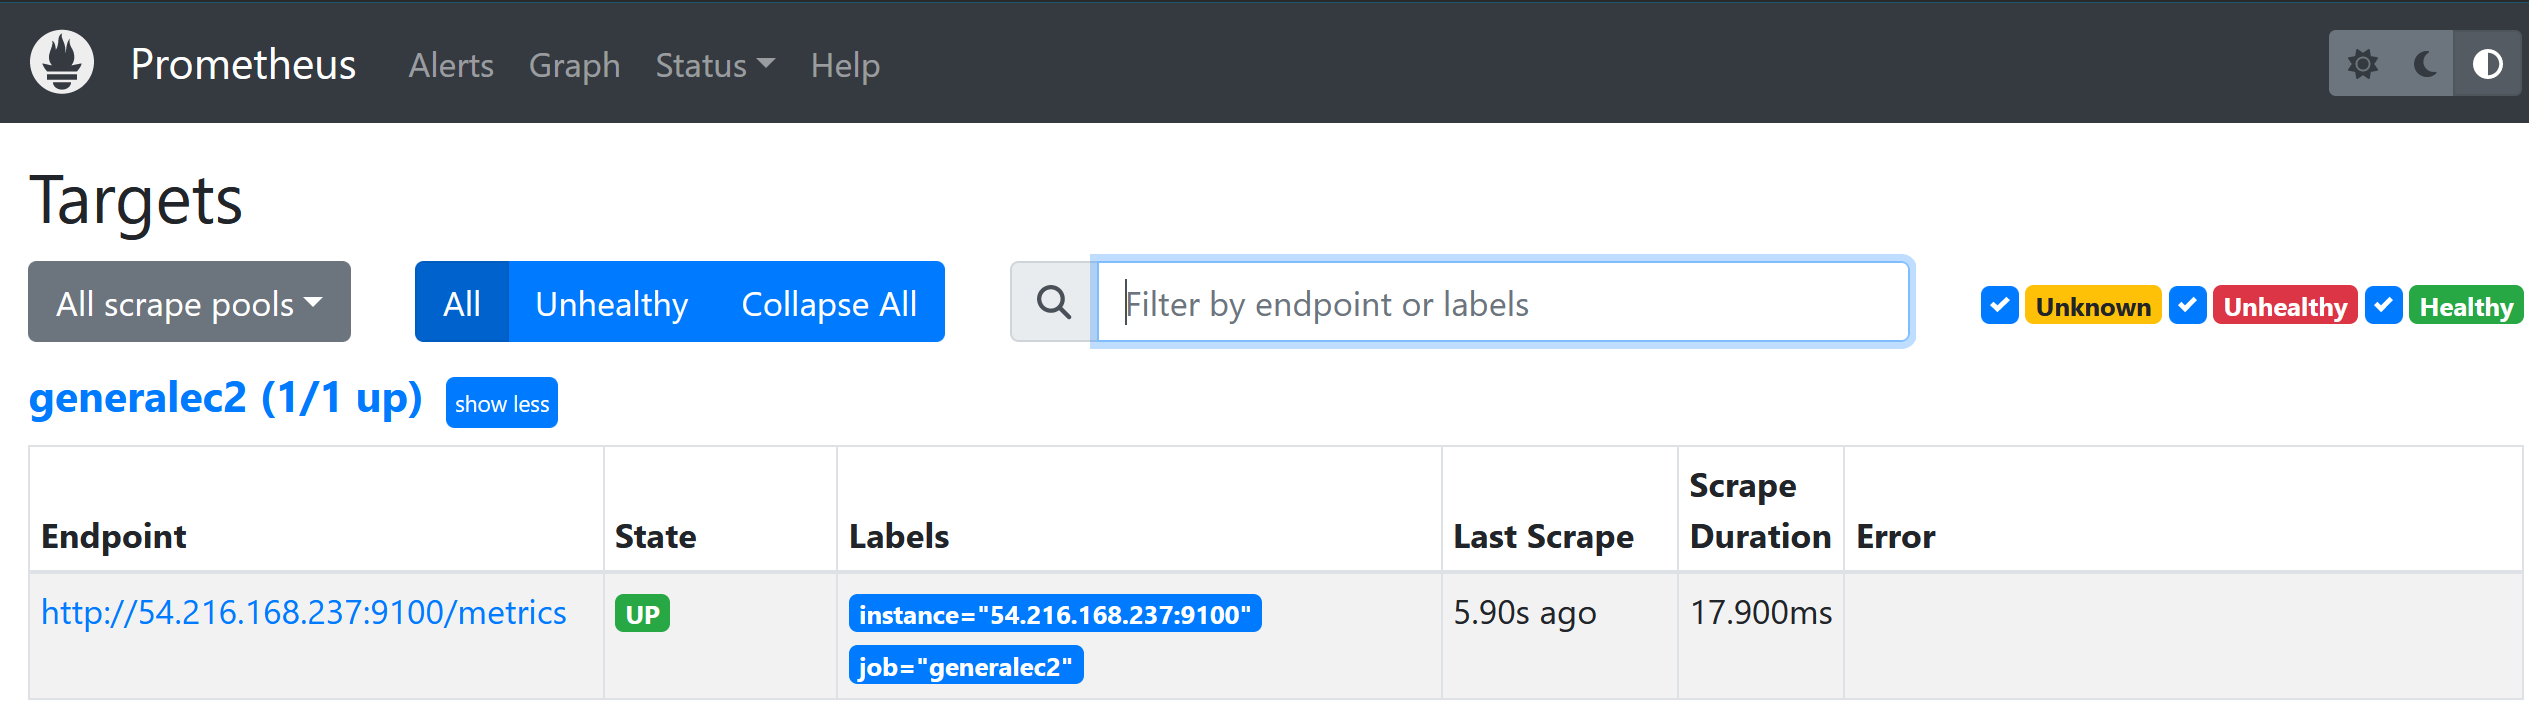 Prometheus Alerts Graph Status Help
Targets
All scrape pools All Unhealthy Collapse All Filter by endpoint or labels Unknown Unhealthy Healthy
generalec2 (1/1 up) show less
Endpoint State Labels Last Scrape Scrape Duration Error
http://54.216.168.237:9100/metrics UP instance="54.216.168.237:9100" 5.90s ago 17.900ms
job="generalec2"